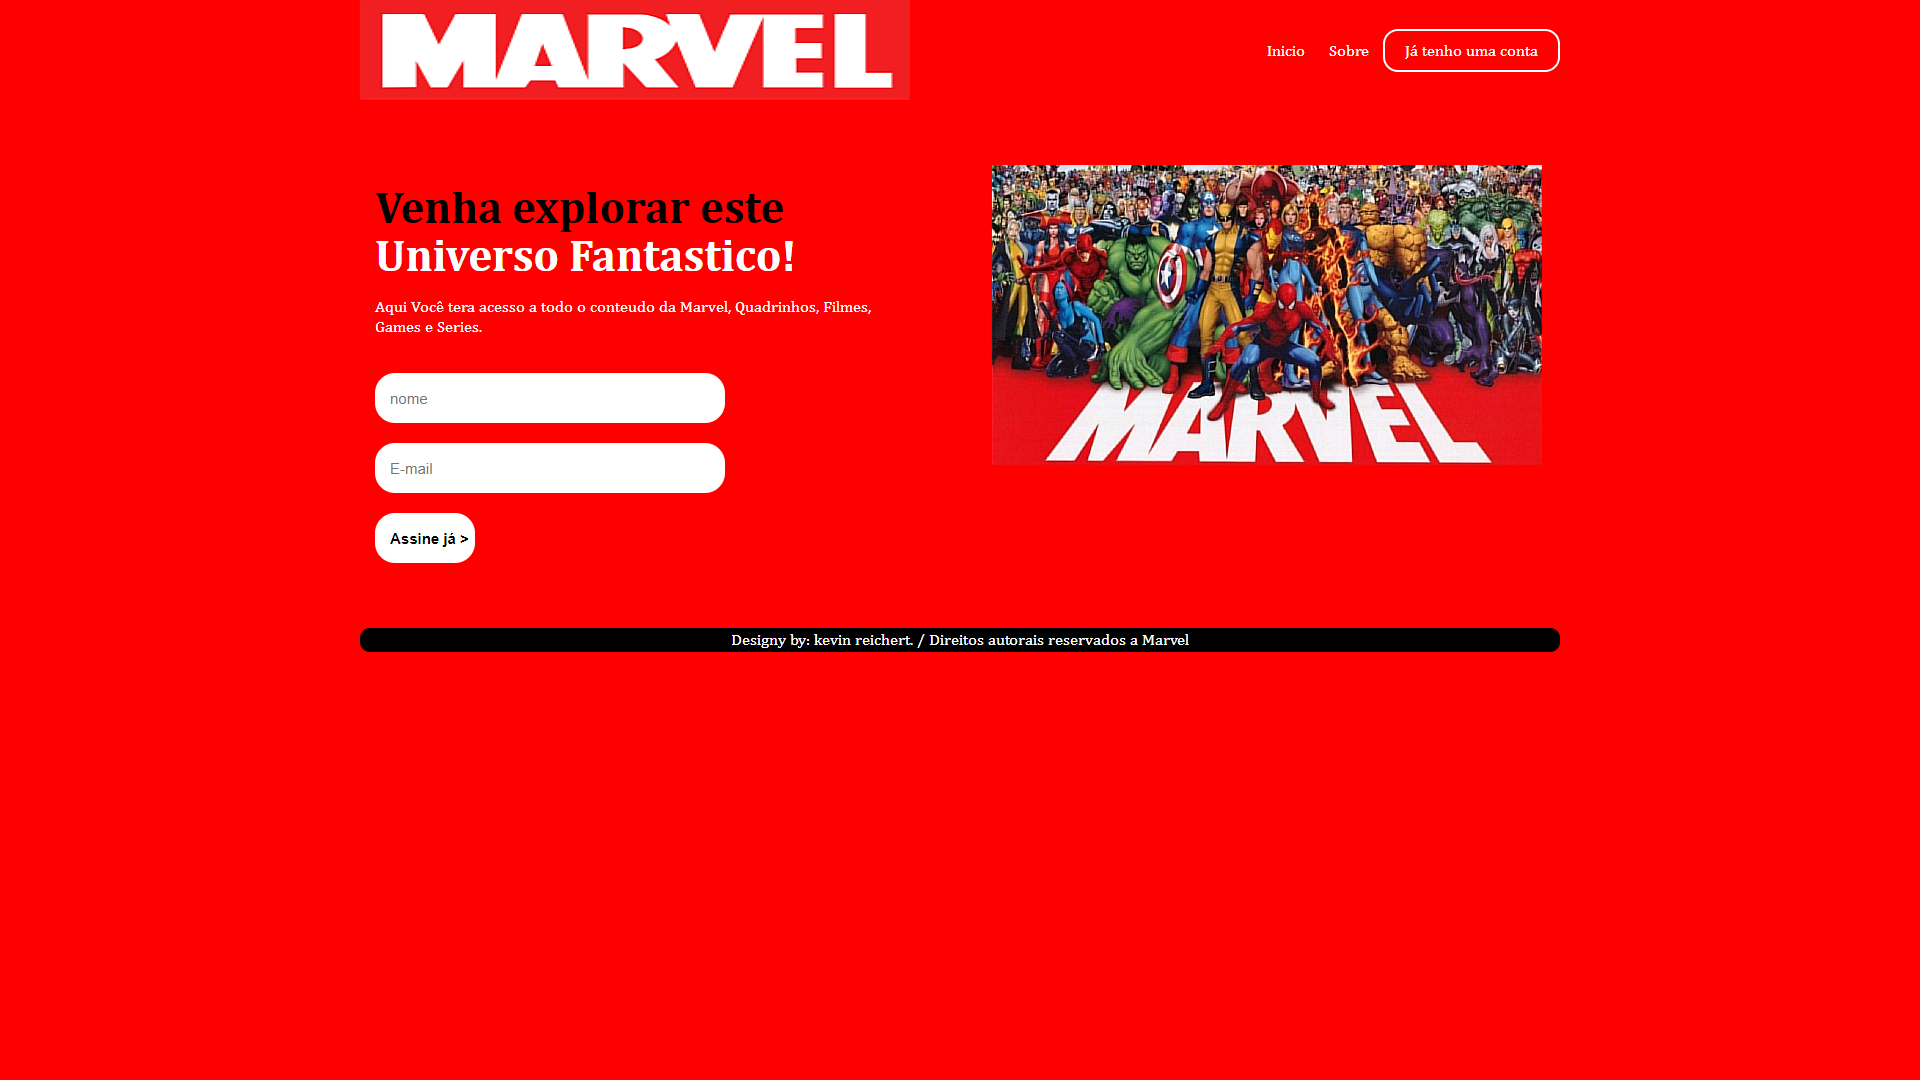 MARVEL
Inicio
Sobre
Já tenho uma conta
Venha explorar este
Universo Fantastico!
Aqui Você tera acesso a todo o conteudo da Marvel, Quadrinhos, Filmes,
Games e Series.
MARVEL
nome
E-mail
Assine já >
Designy by: kevin reichert. / Direitos autorais reservados a Marvel